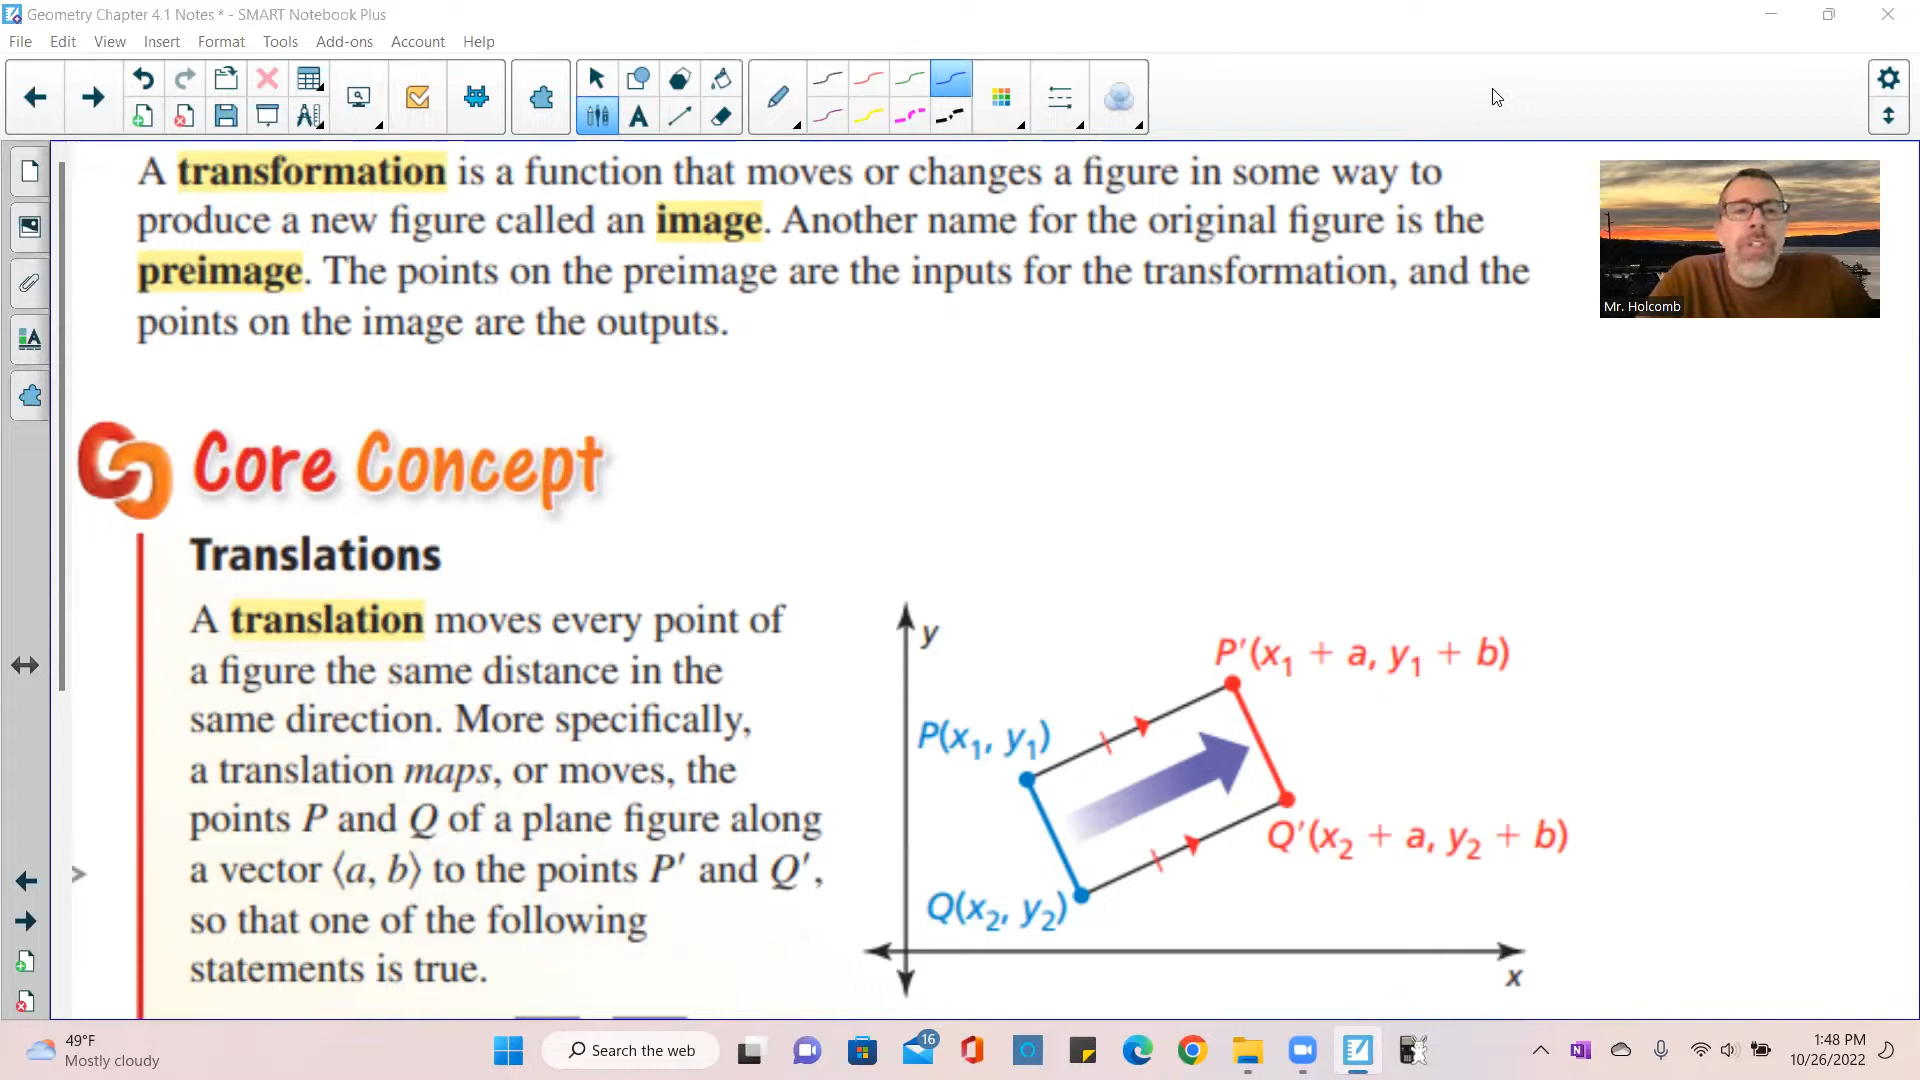 Geometry Chapter 4.1 Notes * - SMART Notebook Plus
File Edit View Insert Format Tools Add-ons Account Help
A transformation is a function that moves or changes a figure in some way to
produce a new figure called an image. Another name for the original figure is the
preimage. The points on the preimage are the inputs for the transformation, and the
points on the image are the outputs.
Mr. Holcomb
Core Concept
Translations
A translation moves every point of
a figure the same distance in the
same direction. More specifically,
a translation maps, or moves, the
points P and Q of a plane figure along
a vector ⟨a, b⟩ to the points P′ and Q′,
so that one of the following
statements is true.
y
P′(x₁ + a, y₁ + b)
P(x₁, y₁)
Q′(x₂ + a, y₂ + b)
Q(x₂, y₂)
x
49°F
Mostly cloudy
Search the web
16
1:48 PM
10/26/2022